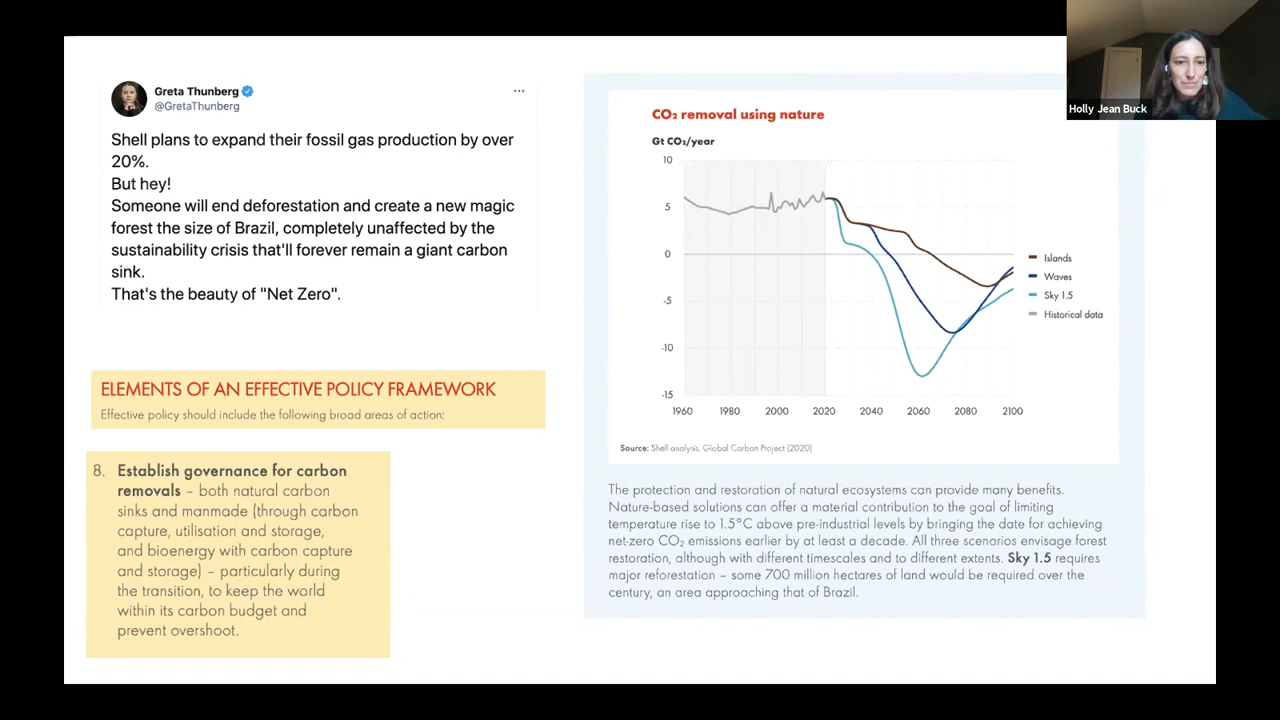 Greta Thunberg
@GretaThunberg
Shell plans to expand their fossil gas production by over
20%.
But hey!
Someone will end deforestation and create a new magic
forest the size of Brazil, completely unaffected by the
sustainability crisis that'll forever remain a giant carbon
sink.
That's the beauty of "Net Zero".
ELEMENTS OF AN EFFECTIVE POLICY FRAMEWORK
Effective policy should include the following broad areas of action:
8. Establish governance for carbon
removals – both natural carbon
sinks and manmade (through carbon
capture, utilisation and storage,
and bioenergy with carbon capture
and storage) – particularly during
the transition, to keep the world
within its carbon budget and
prevent overshoot.
CO₂ removal using nature
Gt CO₂/year
10
5
0
-5
-10
-15
1960 1980 2000 2020 2040 2060 2080 2100
Islands
Waves
Sky 1.5
Historical data
Source: Shell analysis, Global Carbon Project (2020)
The protection and restoration of natural ecosystems can provide many benefits.
Nature-based solutions can offer a material contribution to the goal of limiting
temperature rise to 1.5°C above pre-industrial levels by bringing the date for achieving
net-zero CO₂ emissions earlier by at least a decade. All three scenarios envisage forest
restoration, although with different timescales and to different extents. Sky 1.5 requires
major reforestation – some 700 million hectares of land would be required over the
century, an area approaching that of Brazil.
Holly Jean Buck